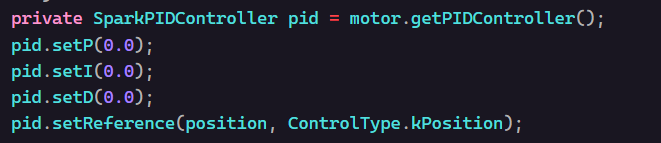 private SparkPIDController pid = motor.getPIDController();
pid.setP(0.0);
pid.setI(0.0);
pid.setD(0.0);
pid.setReference(position, ControlType.kPosition);